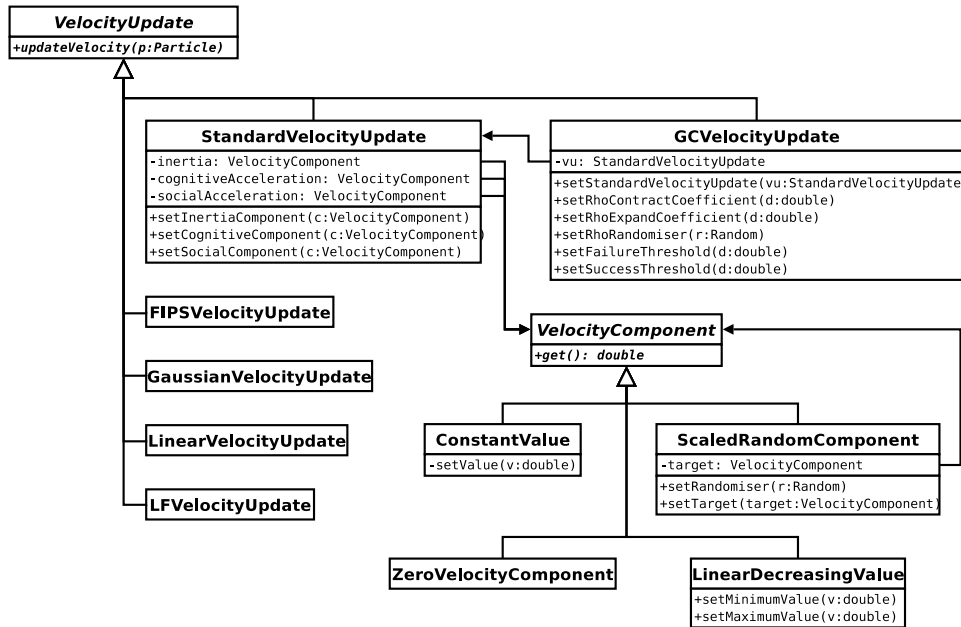 VelocityUpdate
+updateVelocity(p:Particle)
StandardVelocityUpdate
-inertia: VelocityComponent
-cognitiveAcceleration: VelocityComponent
-socialAcceleration: VelocityComponent
+setInertiaComponent(c:VelocityComponent)
+setCognitiveComponent(c:VelocityComponent)
+setSocialComponent(c:VelocityComponent)
GCVelocityUpdate
-vu: StandardVelocityUpdate
+setStandardVelocityUpdate(vu:StandardVelocityUpdate
+setRhoContractCoefficient(d:double)
+setRhoExpandCoefficient(d:double)
+setRhoRandomiser(r:Random)
+setFailureThreshold(d:double)
+setSuccessThreshold(d:double)
FIPSVelocityUpdate
GaussianVelocityUpdate
LinearVelocityUpdate
LFVelocityUpdate
VelocityComponent
+get(): double
ConstantValue
-setValue(v:double)
ScaledRandomComponent
-target: VelocityComponent
+setRandomiser(r:Random)
+setTarget(target:VelocityComponent)
ZeroVelocityComponent
LinearDecreasingValue
+setMinimumValue(v:double)
+setMaximumValue(v:double)